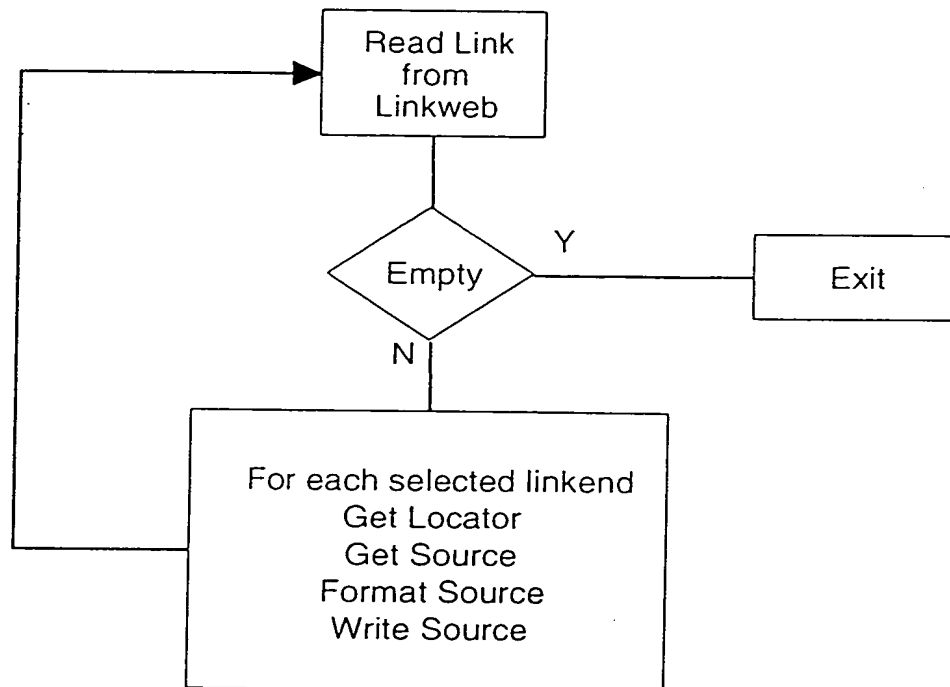 Read Link
from
Linkweb
Empty
Y
Exit
N
For each selected linkend
Get Locator
Get Source
Format Source
Write Source